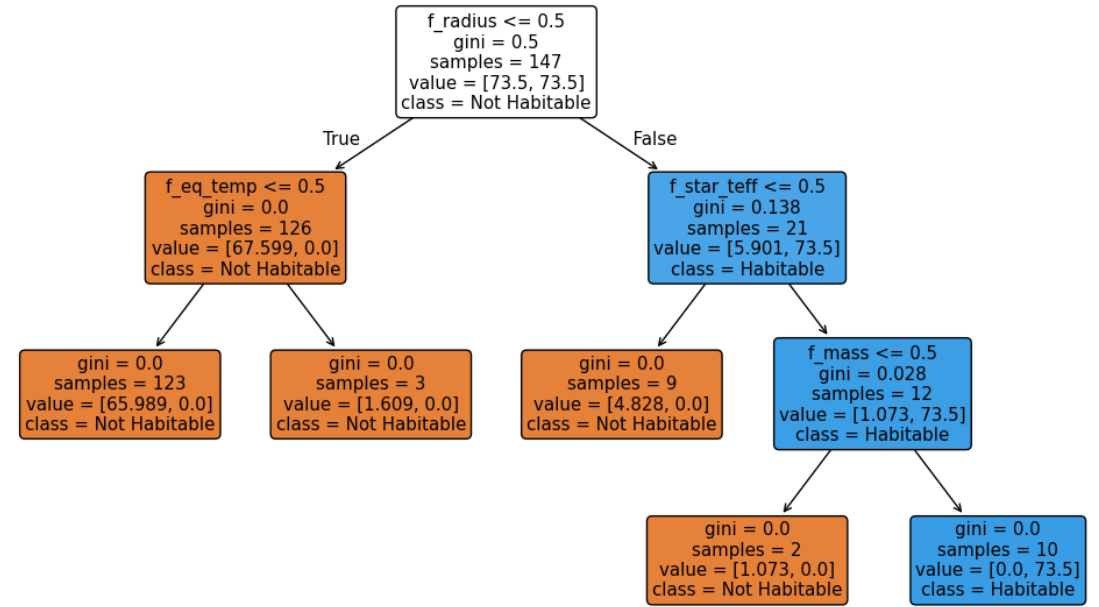 f_radius <= 0.5
gini = 0.5
samples = 147
value = [73.5, 73.5]
class = Not Habitable
True
False
f_eq_temp <= 0.5
gini = 0.0
samples = 126
value = [67.599, 0.0]
class = Not Habitable
f_star_teff <= 0.5
gini = 0.138
samples = 21
value = [5.901, 73.5]
class = Habitable
gini = 0.0
samples = 123
value = [65.989, 0.0]
class = Not Habitable
gini = 0.0
samples = 3
value = [1.609, 0.0]
class = Not Habitable
gini = 0.0
samples = 9
value = [4.828, 0.0]
class = Not Habitable
f_mass <= 0.5
gini = 0.028
samples = 12
value = [1.073, 73.5]
class = Habitable
gini = 0.0
samples = 2
value = [1.073, 0.0]
class = Not Habitable
gini = 0.0
samples = 10
value = [0.0, 73.5]
class = Habitable